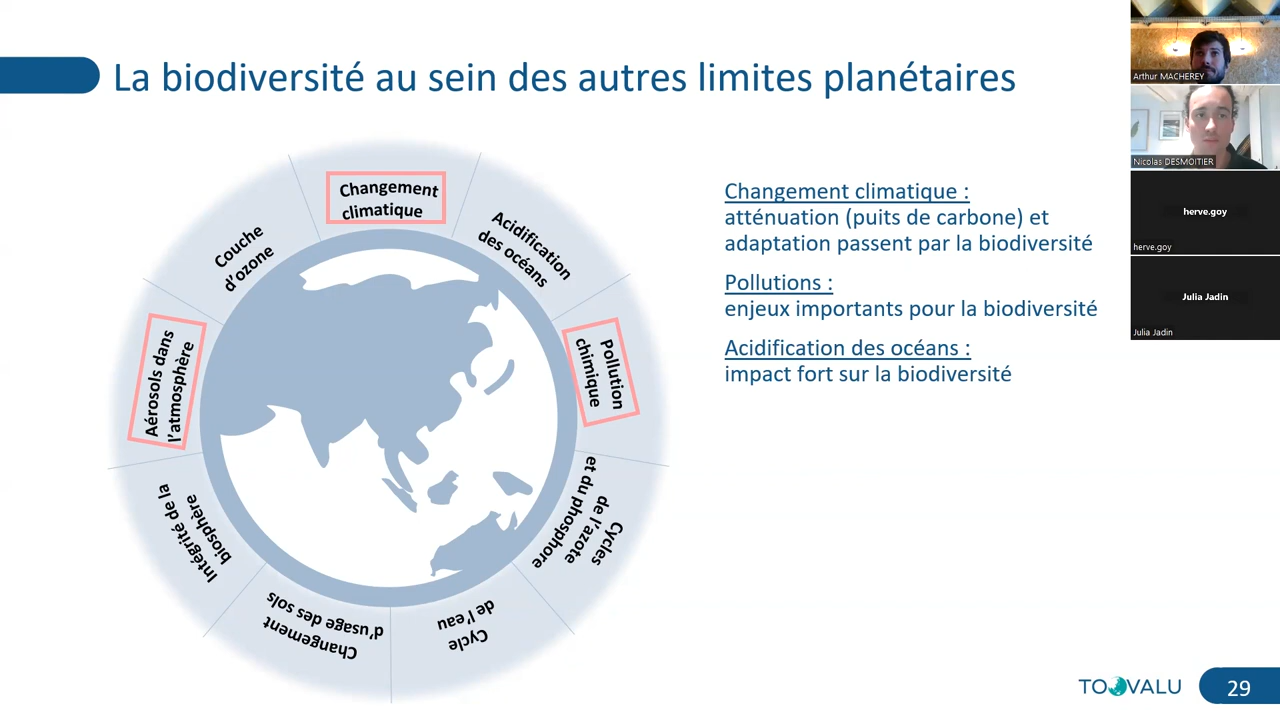 La biodiversité au sein des autres limites planétaires
Changement
climatique
Acidification
des océans
Pollution
chimique
Cycles
de l'azote
et du phosphore
Cycle
de l'eau
Changement
d'usage des sols
Intégrité de la
biosphère
Aérosols dans
l'atmosphère
Couche
d'ozone
Changement climatique :
atténuation (puits de carbone) et
adaptation passent par la biodiversité
Pollutions :
enjeux importants pour la biodiversité
Acidification des océans :
impact fort sur la biodiversité
Arthur MACHEREY
Nicolas DESMOITIER
herve.goy
herve.goy
Julia Jadin
Julia Jadin
TOOVALU
29